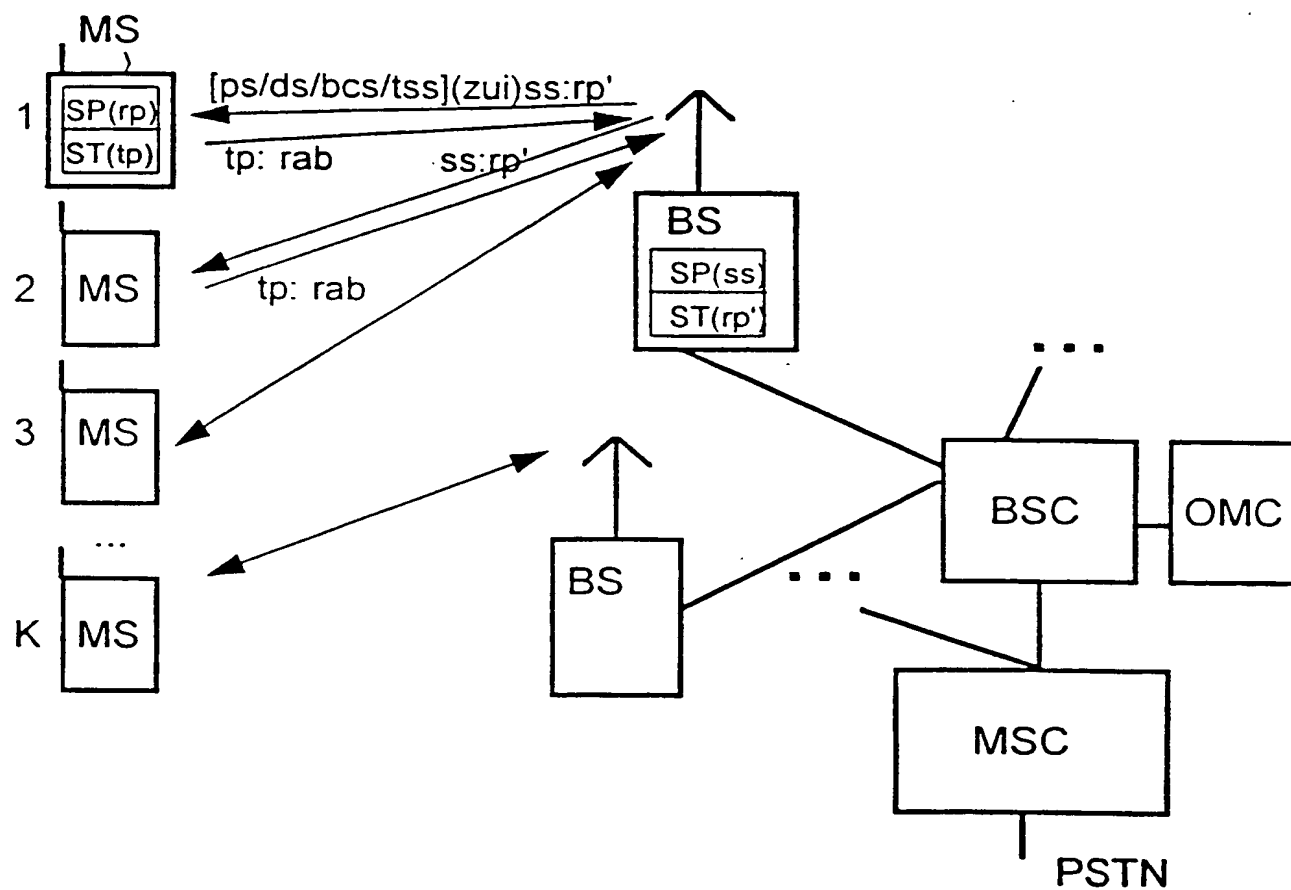 MS
[ps/ds/bcs/tss](zui)ss:rp'
1
SP(rp)
ST(tp)
tp: rab
ss:rp'
BS
SP(ss)
ST(rp')
2
MS
tp: rab
3
MS
...
...
BSC
OMC
BS
...
K
MS
MSC
PSTN